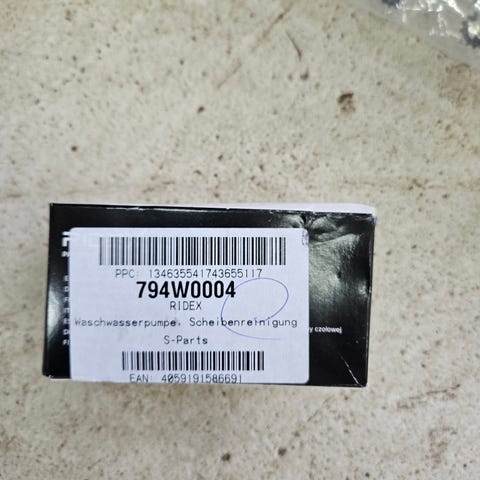 PPC: 134635541743655117
794W0004
RIDEX
Waschwasserpumpe, Scheibenreinigung
S-Parts
EAN: 4059191586691
y czołowej